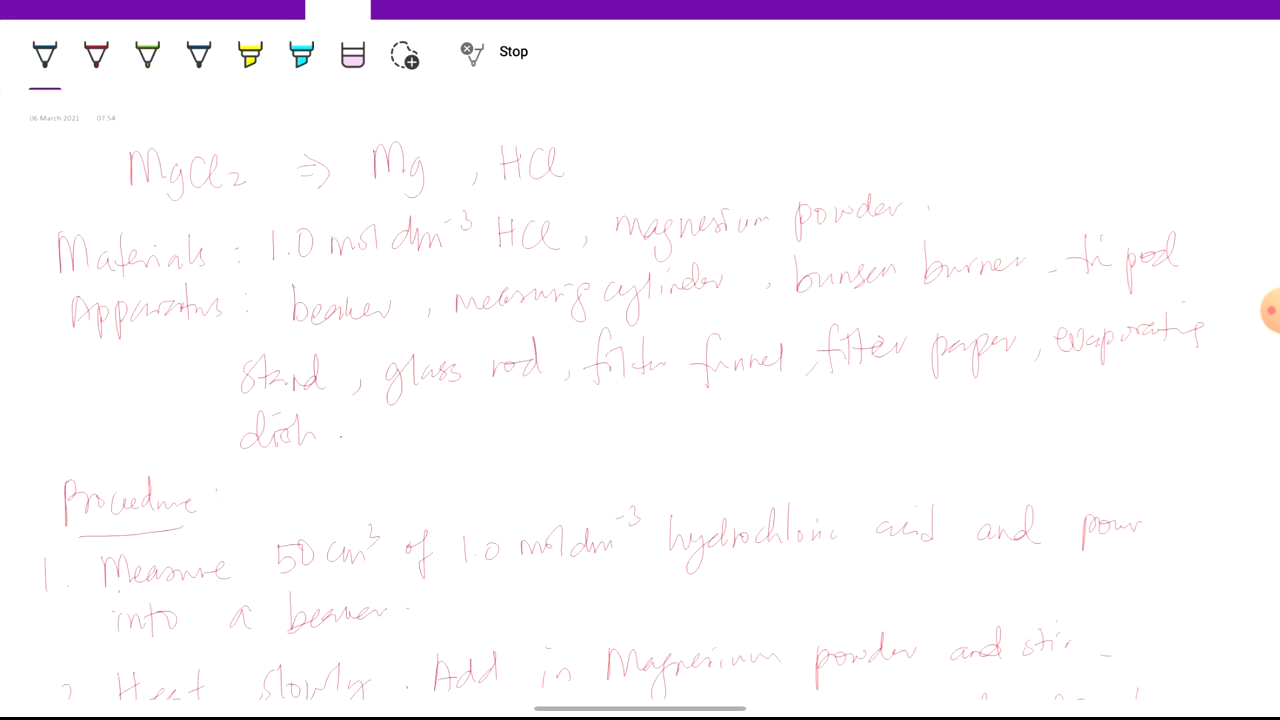 Stop
06 March 2021 07:54
MgCl₂ ⇒ Mg , HCl
Materials : 1.0 mol dm⁻³ HCl , magnesium powder .
Apparatus : beaker , measuring cylinder , bunsen burner - tripod
stand , glass rod , filter funnel , filter paper , evaporating
dish .
Procedure :
1. Measure 50 cm³ of 1.0 mol dm⁻³ hydrochloric acid and pour
into a beaker .
2 Heat slowly . Add in Magnesium powder and stir -